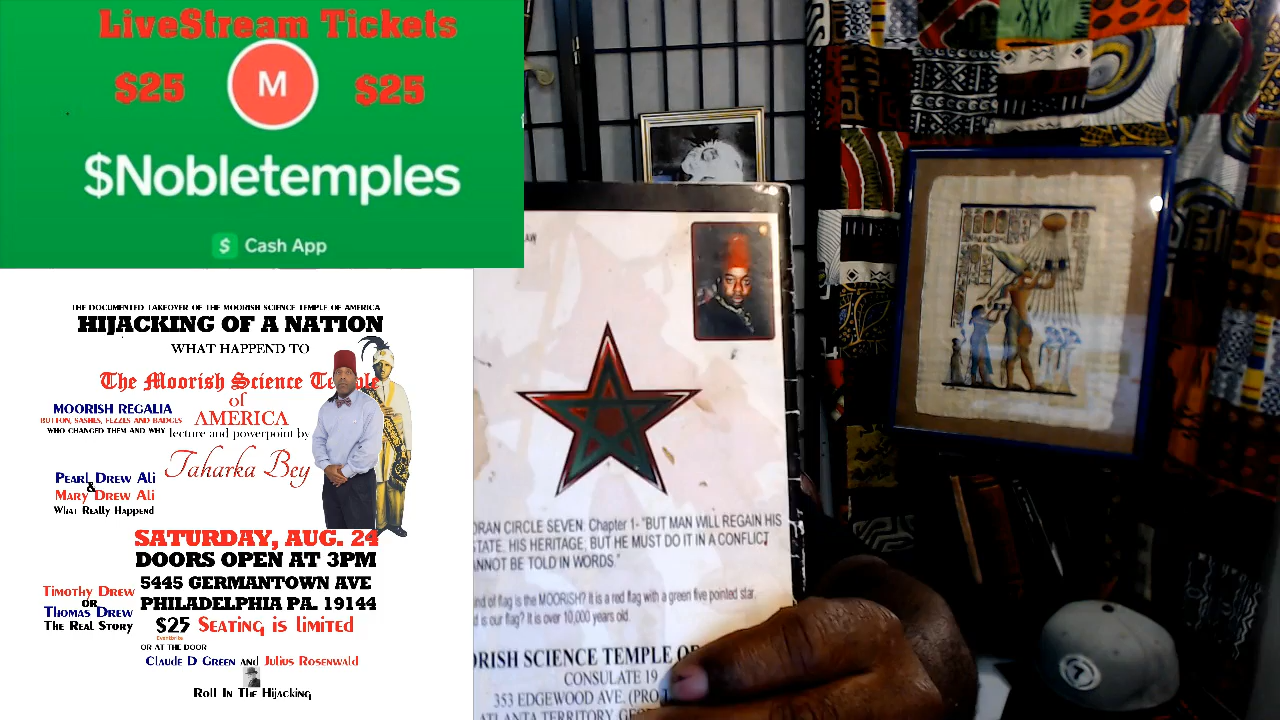 LiveStream Tickets
$25 M $25
$Nobletemples
$ Cash App
THE DOCUMENTED TAKEOVER OF THE MOORISH SCIENCE TEMPLE OF AMERICA
HIJACKING OF A NATION
WHAT HAPPEND TO
The Moorish Science Temple
of
AMERICA
MOORISH REGALIA
BUTTON, SASHES, FEZZES AND BADGES
WHO CHANGED THEM AND WHY
lecture and powerpoint by
Taharka Bey
Pearl Drew Ali
&
Mary Drew Ali
What Really Happend
SATURDAY, AUG. 24
DOORS OPEN AT 3PM
5445 GERMANTOWN AVE
PHILADELPHIA PA. 19144
Timothy Drew
OR
Thomas Drew
The Real Story
$25 Seating is limited
Eventbrite
OR AT THE DOOR
Claude D Green and Julius Rosenwald
Roll In The Hijacking
LAW
ORAN CIRCLE SEVEN: Chapter 1- "BUT MAN WILL REGAIN HIS
STATE, HIS HERITAGE, BUT HE MUST DO IT IN A CONFLICT
ANNOT BE TOLD IN WORDS."
nd of flag is the MOORISH? It is a red flag with a green five pointed star.
d is our flag? It is over 10,000 years old.
ORISH SCIENCE TEMPLE OF
CONSULATE 19
353 EDGEWOOD AVE. (PRO
ATLANTA TERRITORY, GEO
7